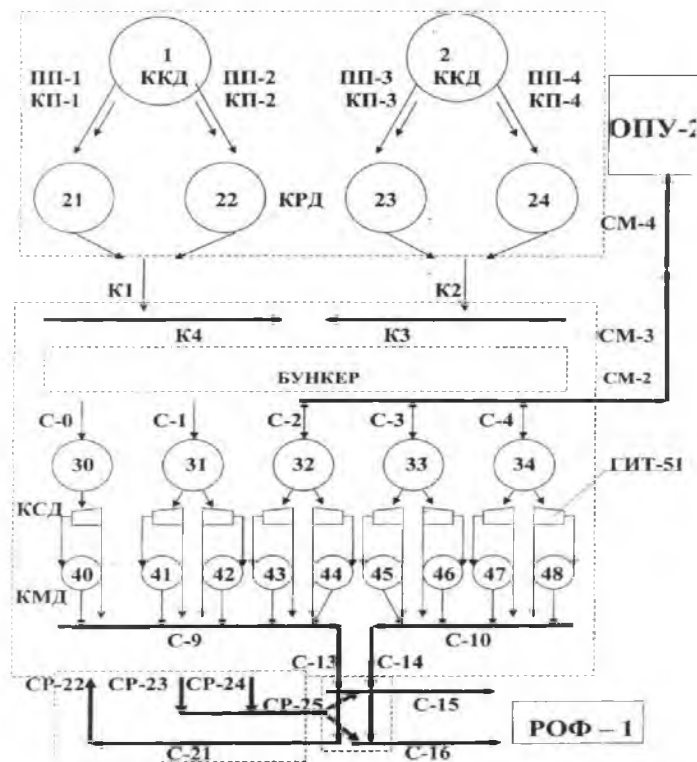 1
ККД
2
ККД
ПП-1
КП-1
ПП-2
КП-2
ПП-3
КП-3
ПП-4
КП-4
ОПУ-2
21
22
КРД
23
24
СМ-4
К1
К2
К4
К3
СМ-3
БУНКЕР
СМ-2
С-0
С-1
С-2
С-3
С-4
30
31
32
33
34
ГИТ-51
КСД
40
41
42
43
44
45
46
47
48
КМД
С-9
С-10
С-13
С-14
СР-22
СР-23
СР-24
СР-25
С-15
С-21
С-16
РОФ – 1